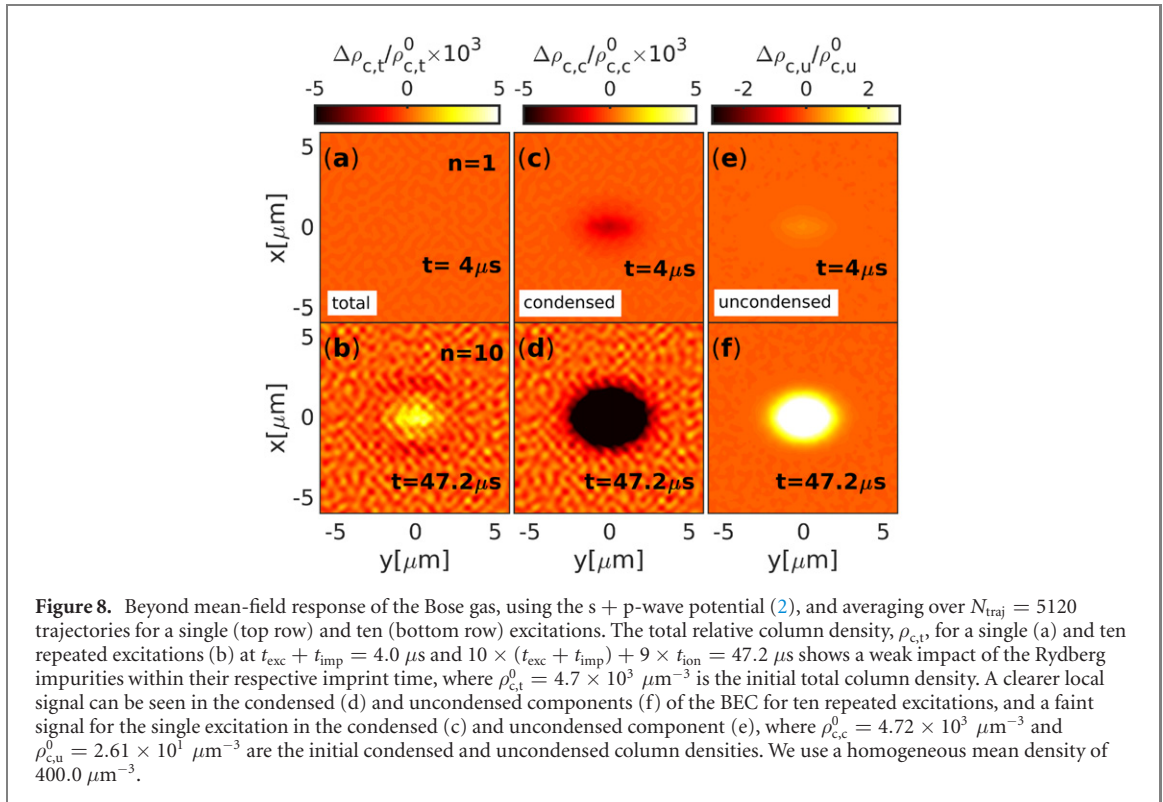 Δρc,t/ρ⁰c,t×10³ Δρc,c/ρ⁰c,c×10³ Δρc,u/ρ⁰c,u
-5 0 5 -5 0 5 -2 0 2
5 (a) n=1 (c) (e)
x[μm] 0
t= 4μs t=4μs t=4μs
-5 total condensed uncondensed
5 (b) n=10 (d) (f)
x[μm] 0
-5 t=47.2μs t=47.2μs t=47.2μs
-5 0 5 -5 0 5 -5 0 5
y[μm] y[μm] y[μm]
Figure 8. Beyond mean-field response of the Bose gas, using the s + p-wave potential (2), and averaging over Ntraj = 5120
trajectories for a single (top row) and ten (bottom row) excitations. The total relative column density, ρc,t, for a single (a) and ten
repeated excitations (b) at texc + timp = 4.0 μs and 10 × (texc + timp) + 9 × tion = 47.2 μs shows a weak impact of the Rydberg
impurities within their respective imprint time, where ρ⁰c,t = 4.7 × 10³ μm⁻³ is the initial total column density. A clearer local
signal can be seen in the condensed (d) and uncondensed components (f) of the BEC for ten repeated excitations, and a faint
signal for the single excitation in the condensed (c) and uncondensed component (e), where ρ⁰c,c = 4.72 × 10³ μm⁻³ and
ρ⁰c,u = 2.61 × 10¹ μm⁻³ are the initial condensed and uncondensed column densities. We use a homogeneous mean density of
400.0 μm⁻³.